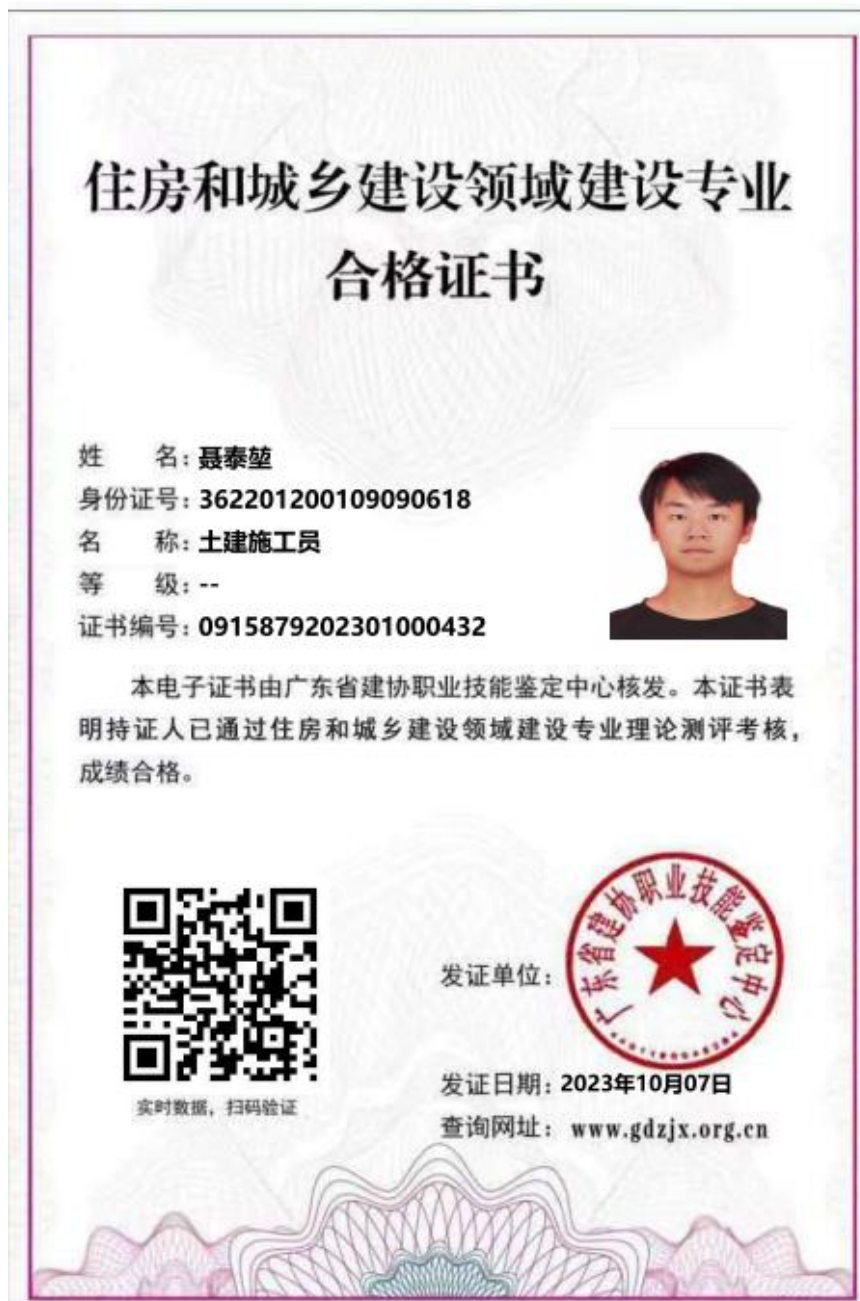 住房和城乡建设领域建设专业
合格证书
姓 名：聂泰堃
身份证号：362201200109090618
名 称：土建施工员
等 级：--
证书编号：0915879202301000432
本电子证书由广东省建协职业技能鉴定中心核发。本证书表
明持证人已通过住房和城乡建设领域建设专业理论测评考核，
成绩合格。
实时数据，扫码验证
发证单位：
广东省建协职业技能鉴定中心
发证日期：2023年10月07日
查询网址：www.gdzjx.org.cn